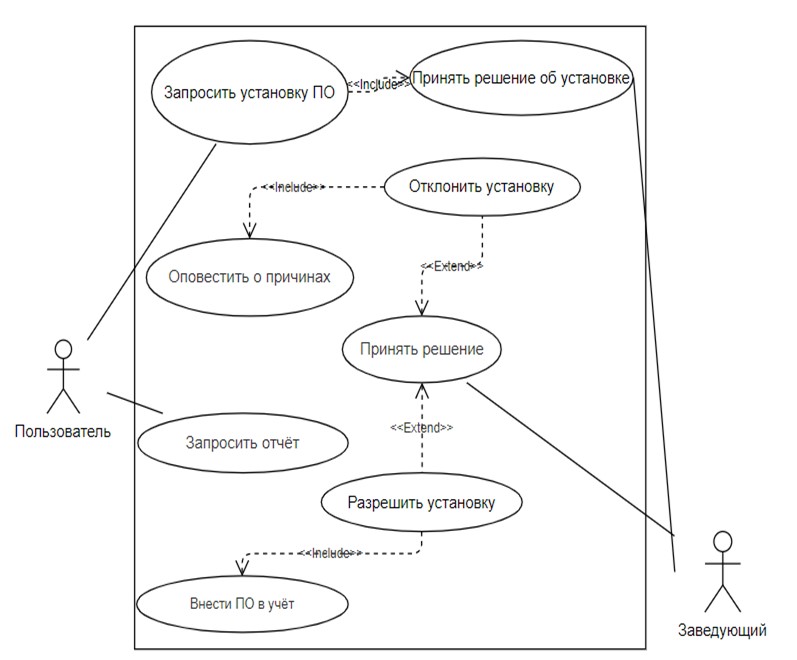 Запросить установку ПО
<<Include>>
Принять решение об установке
<<Include>>
Отклонить установку
Оповестить о причинах
<<Extend>>
Принять решение
Пользователь
Запросить отчёт
<<Extend>>
Разрешить установку
<<Include>>
Внести ПО в учёт
Заведующий